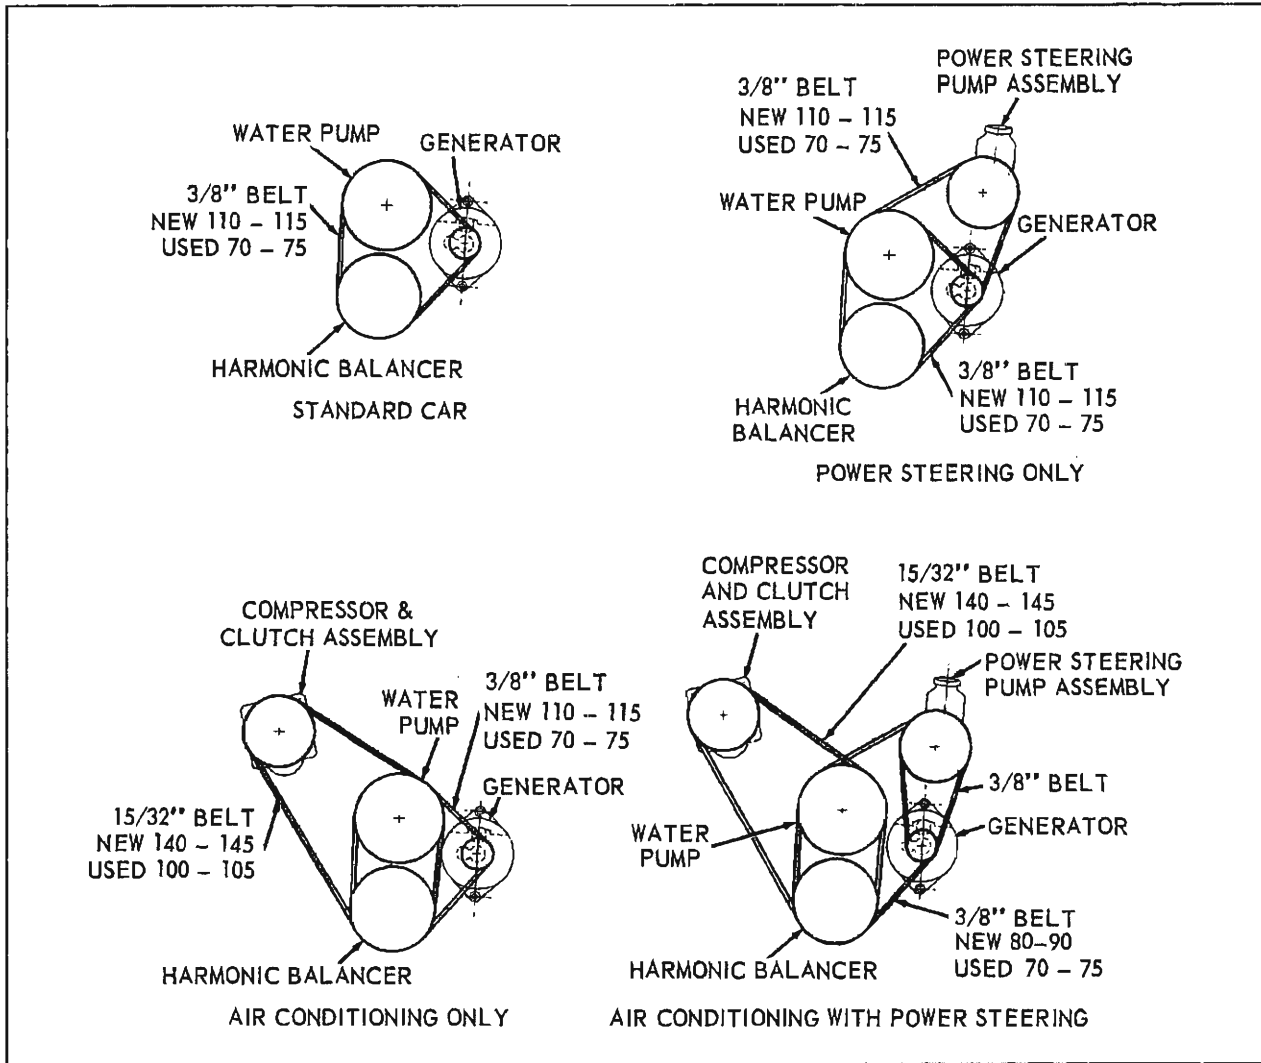 WATER PUMP
GENERATOR
3/8" BELT
NEW 110 - 115
USED 70 - 75
HARMONIC BALANCER
STANDARD CAR
POWER STEERING
PUMP ASSEMBLY
3/8" BELT
NEW 110 - 115
USED 70 - 75
WATER PUMP
GENERATOR
3/8" BELT
NEW 110 - 115
USED 70 - 75
HARMONIC
BALANCER
POWER STEERING ONLY
COMPRESSOR &
CLUTCH ASSEMBLY
WATER
PUMP
3/8" BELT
NEW 110 - 115
USED 70 - 75
GENERATOR
15/32" BELT
NEW 140 - 145
USED 100 - 105
HARMONIC BALANCER
AIR CONDITIONING ONLY
COMPRESSOR
AND CLUTCH
ASSEMBLY
15/32" BELT
NEW 140 - 145
USED 100 - 105
POWER STEERING
PUMP ASSEMBLY
3/8" BELT
GENERATOR
WATER
PUMP
3/8" BELT
NEW 80-90
USED 70 - 75
HARMONIC BALANCER
AIR CONDITIONING WITH POWER STEERING